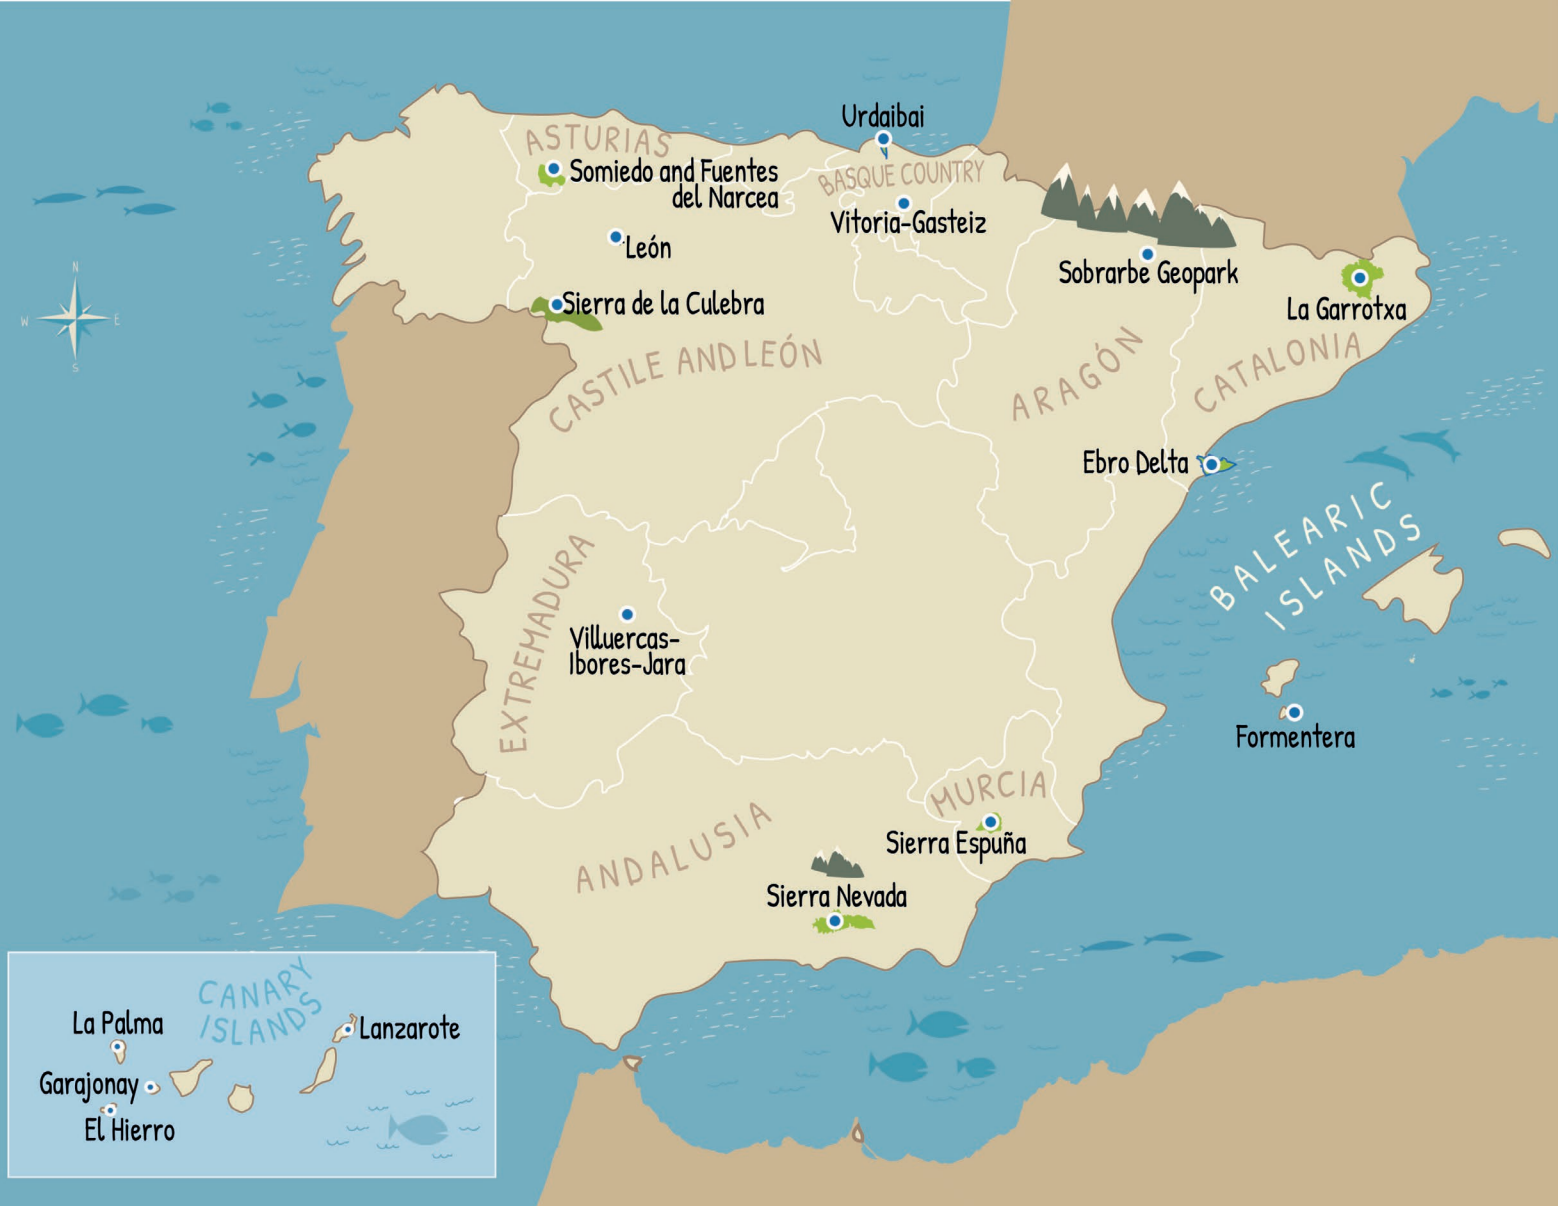 Urdaibai
ASTURIAS
Somiedo and Fuentes
del Narcea
BASQUE COUNTRY
Vitoria-Gasteiz
León
Sobrarbe Geopark
La Garrotxa
Sierra de la Culebra
N
W
E
S
CASTILE AND LEÓN
ARAGÓN
CATALONIA
Ebro Delta
BALEARIC
ISLANDS
EXTREMADURA
Villuercas-
Ibores-Jara
Formentera
MURCIA
Sierra Espuña
ANDALUSIA
Sierra Nevada
CANARY
ISLANDS
La Palma
Lanzarote
Garajonay
El Hierro